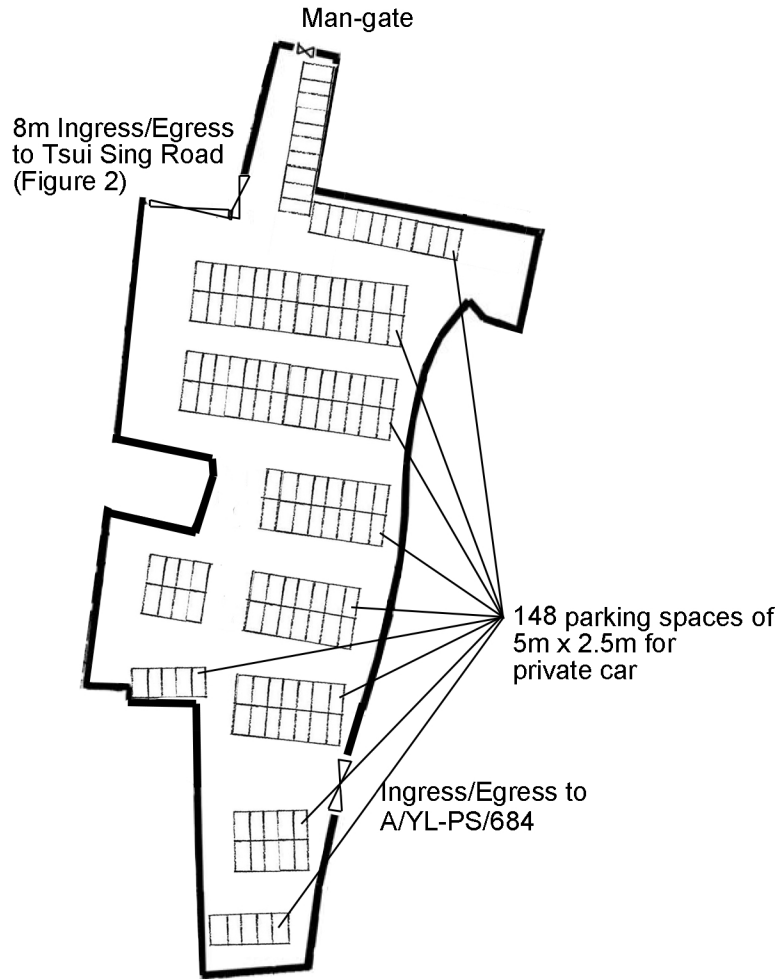 Man-gate
8m Ingress/Egress
to Tsui Sing Road
(Figure 2)
148 parking spaces of
5m x 2.5m for
private car
Ingress/Egress to
A/YL-PS/684